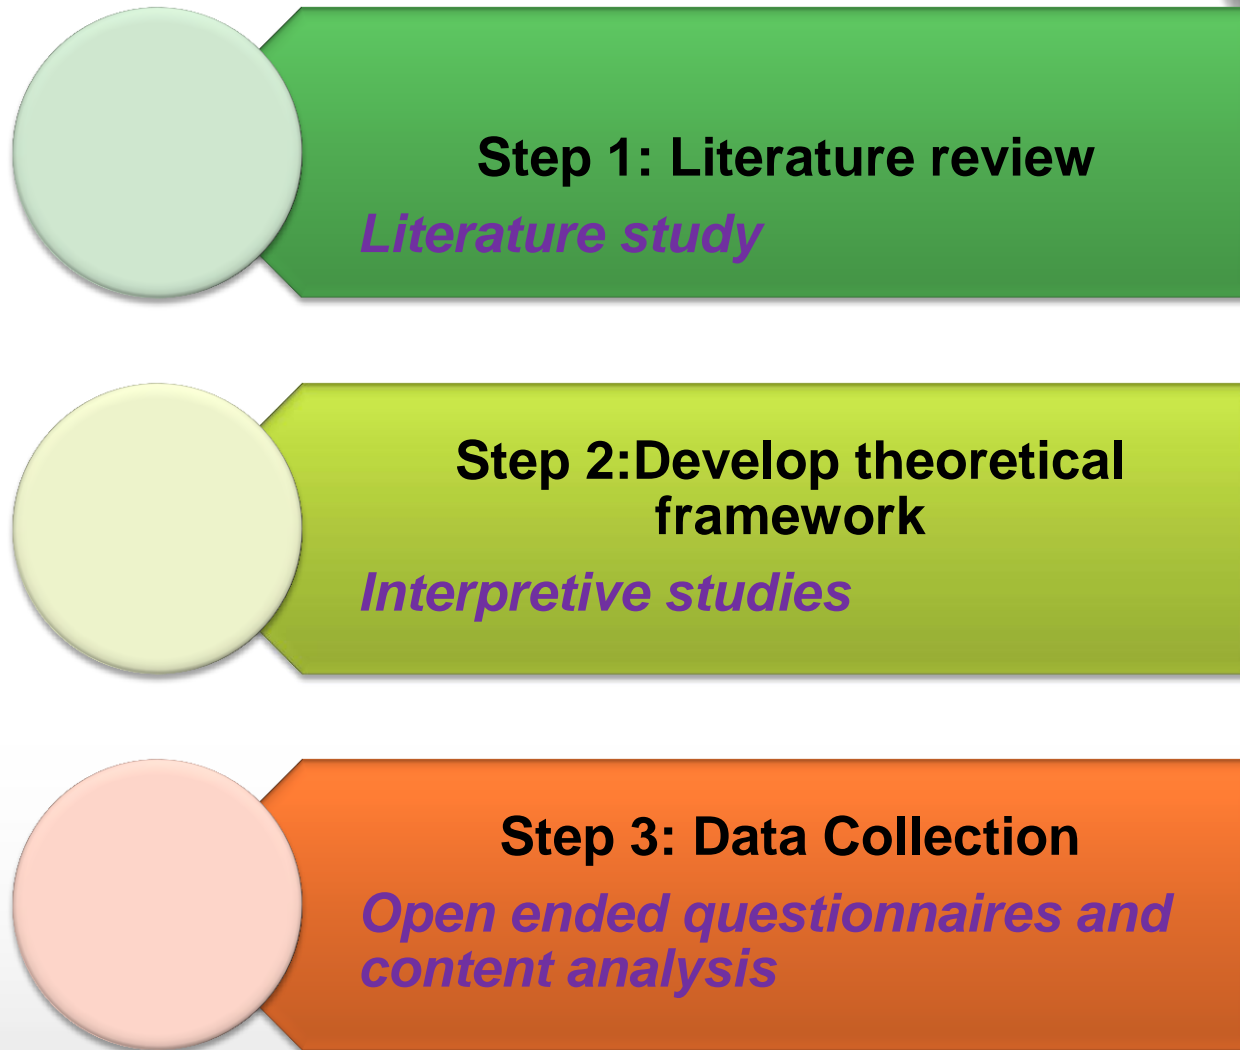 Step 1: Literature review
Literature study
Step 2:Develop theoretical
framework
Interpretive studies
Step 3: Data Collection
Open ended questionnaires and
content analysis